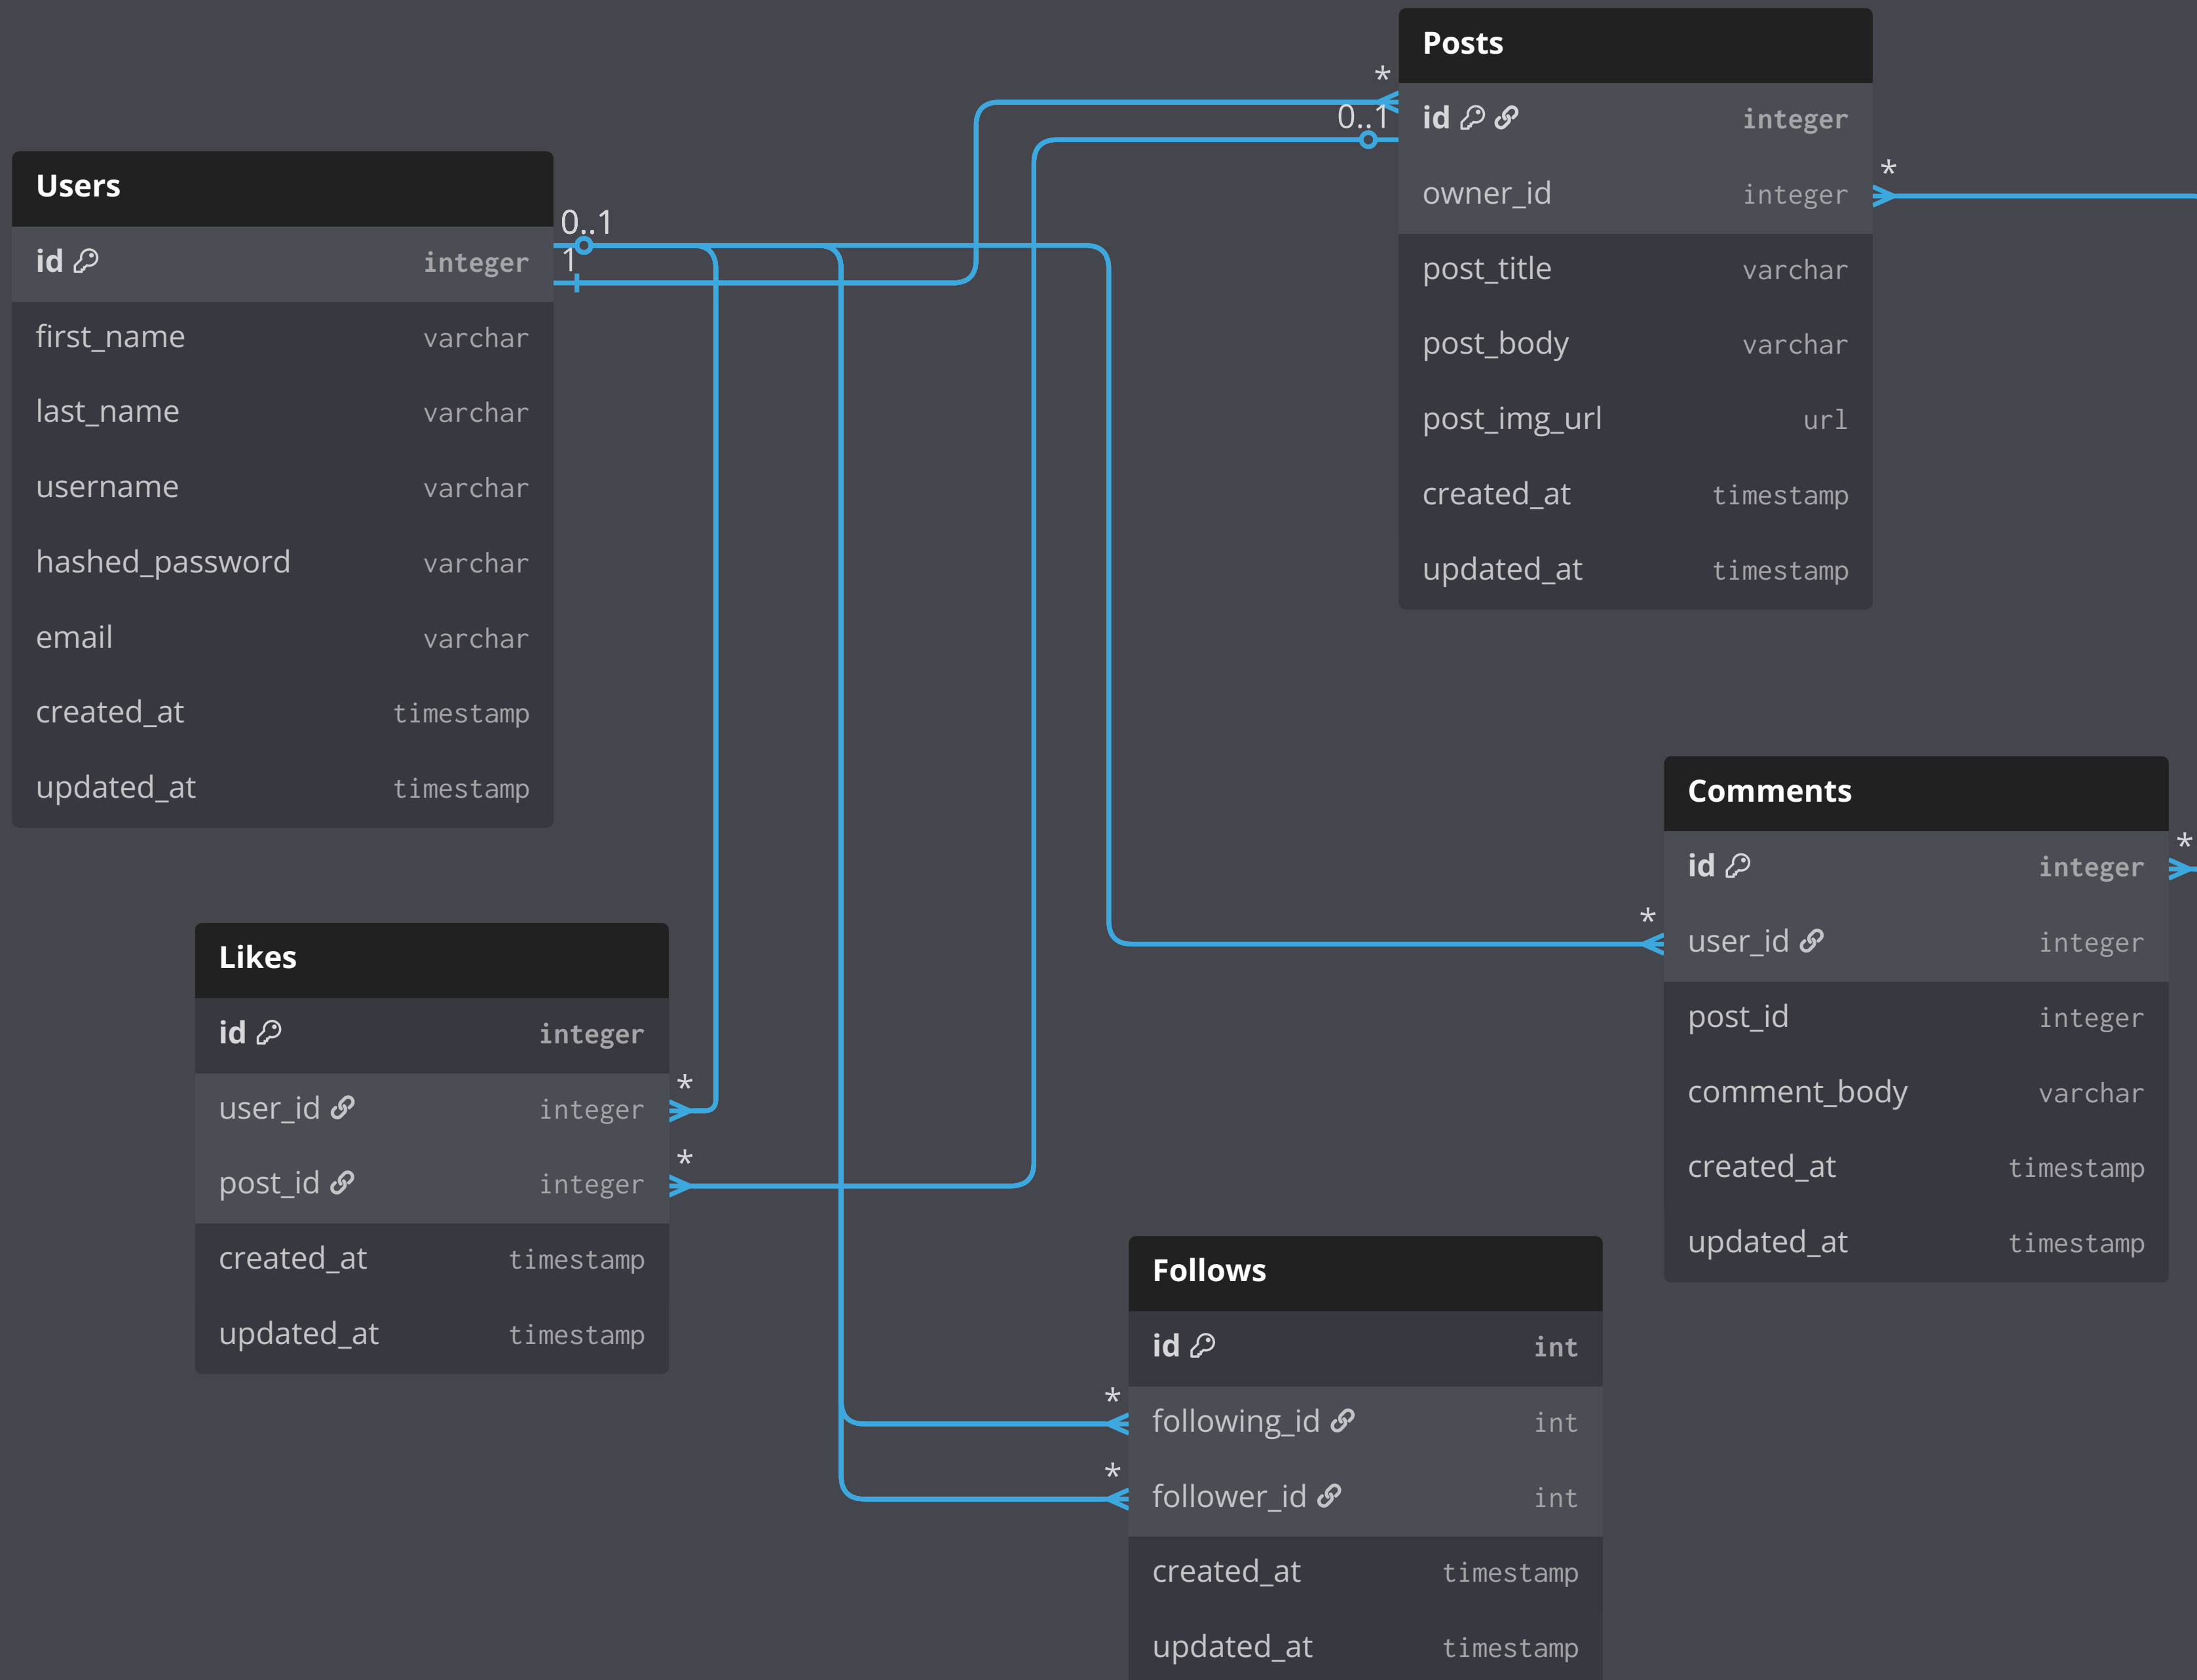 Users
id integer
first_name varchar
last_name varchar
username varchar
hashed_password varchar
email varchar
created_at timestamp
updated_at timestamp
0..1
1
*
0..1
Posts
id integer
owner_id integer
*
post_title varchar
post_body varchar
post_img_url url
created_at timestamp
updated_at timestamp
Likes
id integer
user_id integer
*
post_id integer
*
created_at timestamp
updated_at timestamp
Comments
id integer
*
*
user_id integer
post_id integer
comment_body varchar
created_at timestamp
updated_at timestamp
Follows
id int
*
following_id int
*
follower_id int
created_at timestamp
updated_at timestamp